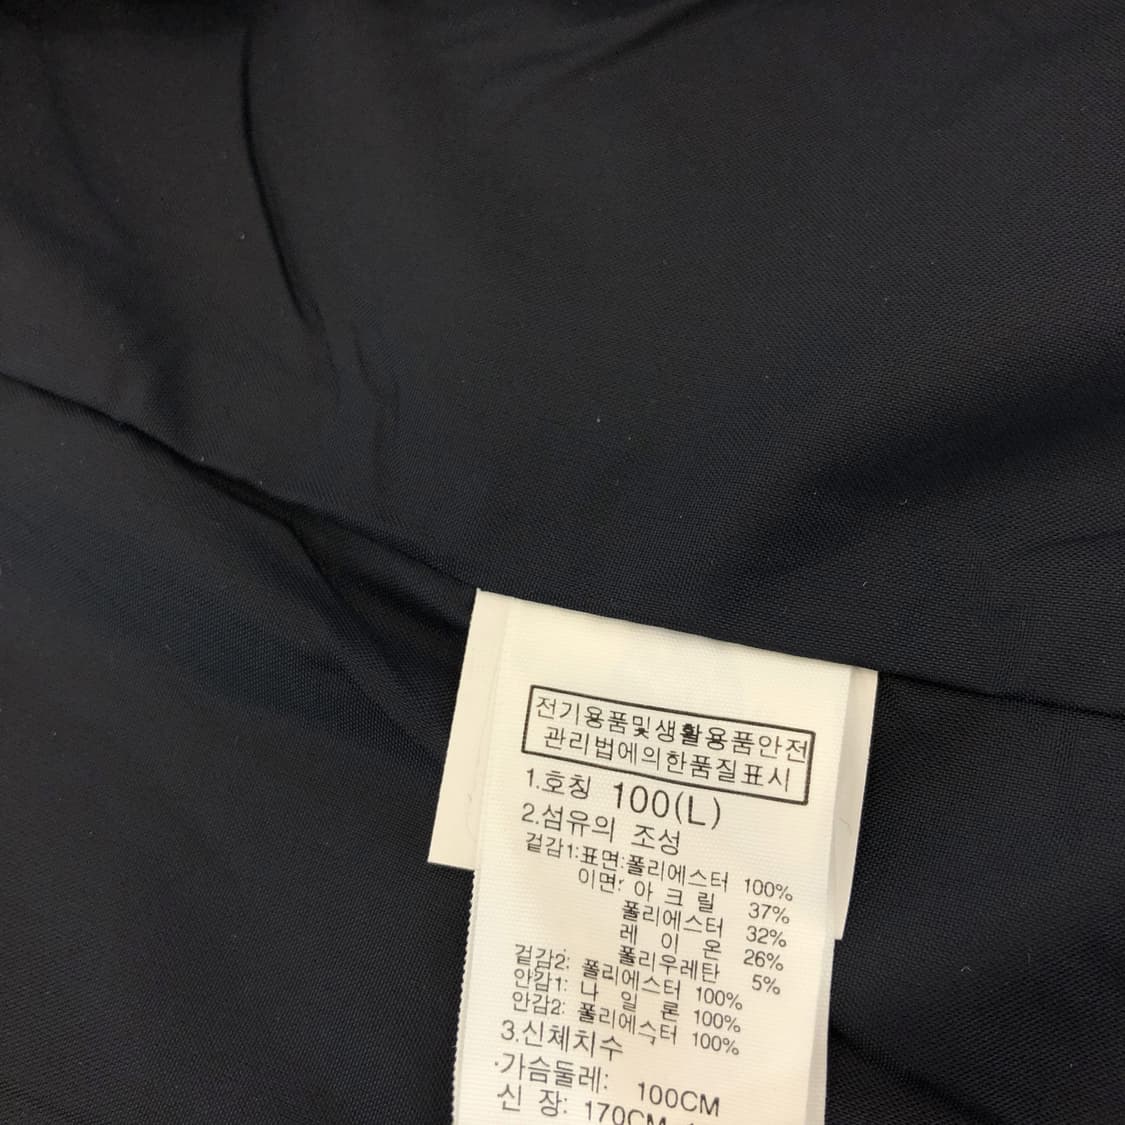 전기용품및생활용품안전
관리법에의한품질표시
1.호칭 100(L)
2.섬유의 조성
겉감1:표면:폴리에스터 100%
이면: 아 크 릴 37%
폴리에스터 32%
레 이 온 26%
폴리우레탄 5%
겉감2: 폴리에스터 100%
안감1: 나 일 론 100%
안감2: 폴리에스터 100%
3.신체치수
·가슴둘레: 100CM
신 장: 170CM